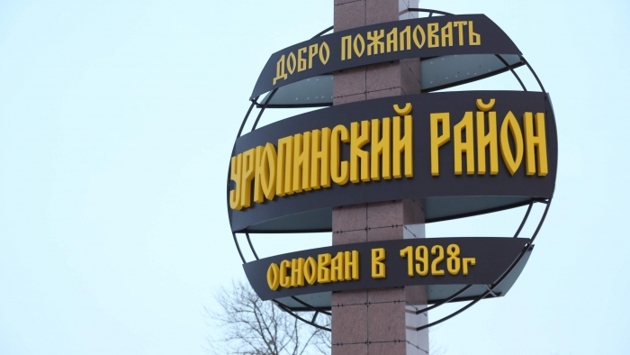 ДОБРО ПОЖАЛОВАТЬ
УРЮПИНСКИЙ РАЙОН
ОСНОВАН В 1928г